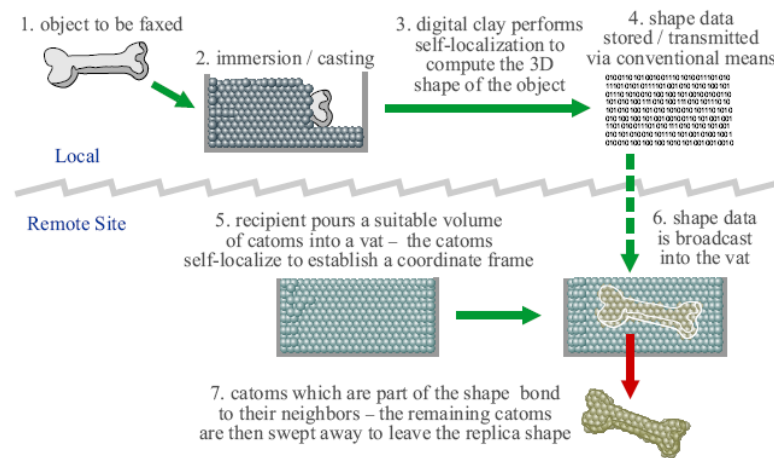 1. object to be faxed
2. immersion / casting
3. digital clay performs
self-localization to
compute the 3D
shape of the object
4. shape data
stored / transmitted
via conventional means
Local
Remote Site
5. recipient pours a suitable volume
of catoms into a vat – the catoms
self-localize to establish a coordinate frame
6. shape data
is broadcast
into the vat
7. catoms which are part of the shape bond
to their neighbors – the remaining catoms
are then swept away to leave the replica shape